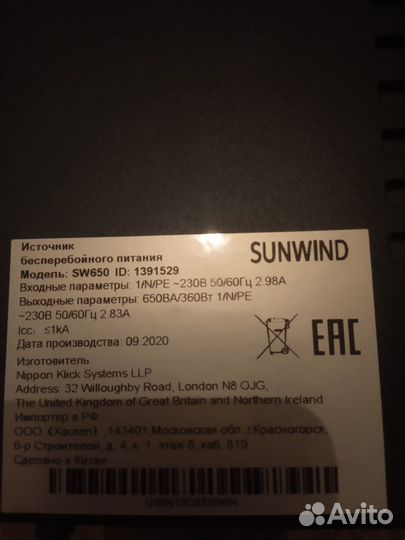 Источник
бесперебойного питания
SUNWIND
Модель: SW650 ID: 1391529
Входные параметры: 1/N/PE ~230В 50/60Гц 2.98А
Выходные параметры: 650ВА/360Вт 1/N/PE
~230В 50/60Гц 2.83А
Icc: ≤1kA
Дата производства: 09.2020
EAC
Изготовитель:
Nippon Klick Systems LLP
Address: 32 Willoughby Road, London N8 OJG,
The United Kingdom of Great Britain and Northern Ireland
Импортер в РФ
ООО «Хаскел», 143401, Московская обл., г. Красногорск,
б-р Строителей, д. 4, к. 1, этаж 8, каб. 819
Сделано в Китае
Avito